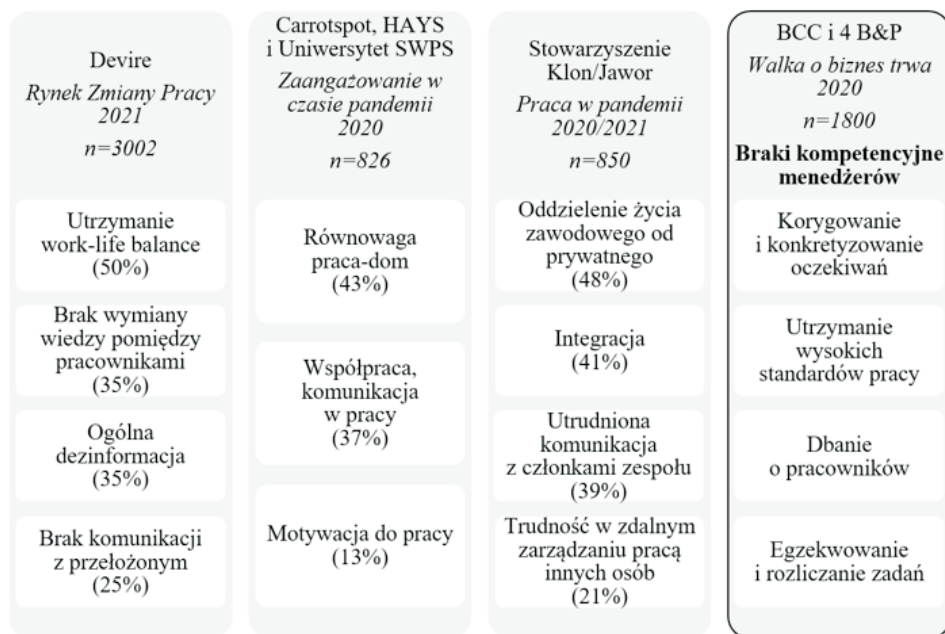 Devire
Rynek Zmiany Pracy
2021
n=3002
Utrzymanie
work-life balance
(50%)
Brak wymiany
wiedzy pomiędzy
pracownikami
(35%)
Ogólna
dezinformacja
(35%)
Brak komunikacji
z przełożonym
(25%)
Carrotspot, HAYS
i Uniwersytet SWPS
Zaangażowanie w
czasie pandemii
2020
n=826
Równowaga
praca-dom
(43%)
Współpraca,
komunikacja
w pracy
(37%)
Motywacja do pracy
(13%)
Stowarzyszenie
Klon/Jawor
Praca w pandemii
2020/2021
n=850
Oddzielenie życia
zawodowego od
prywatnego
(48%)
Integracja
(41%)
Utrudniona
komunikacja
z członkami zespołu
(39%)
Trudność w zdalnym
zarządzaniu pracą
innych osób
(21%)
BCC i 4 B&P
Walka o biznes trwa
2020
n=1800
Braki kompetencyjne
menedżerów
Korygowanie
i konkretyzowanie
oczekiwań
Utrzymanie
wysokich
standardów pracy
Dbanie
o pracowników
Egzekwowanie
i rozliczanie zadań